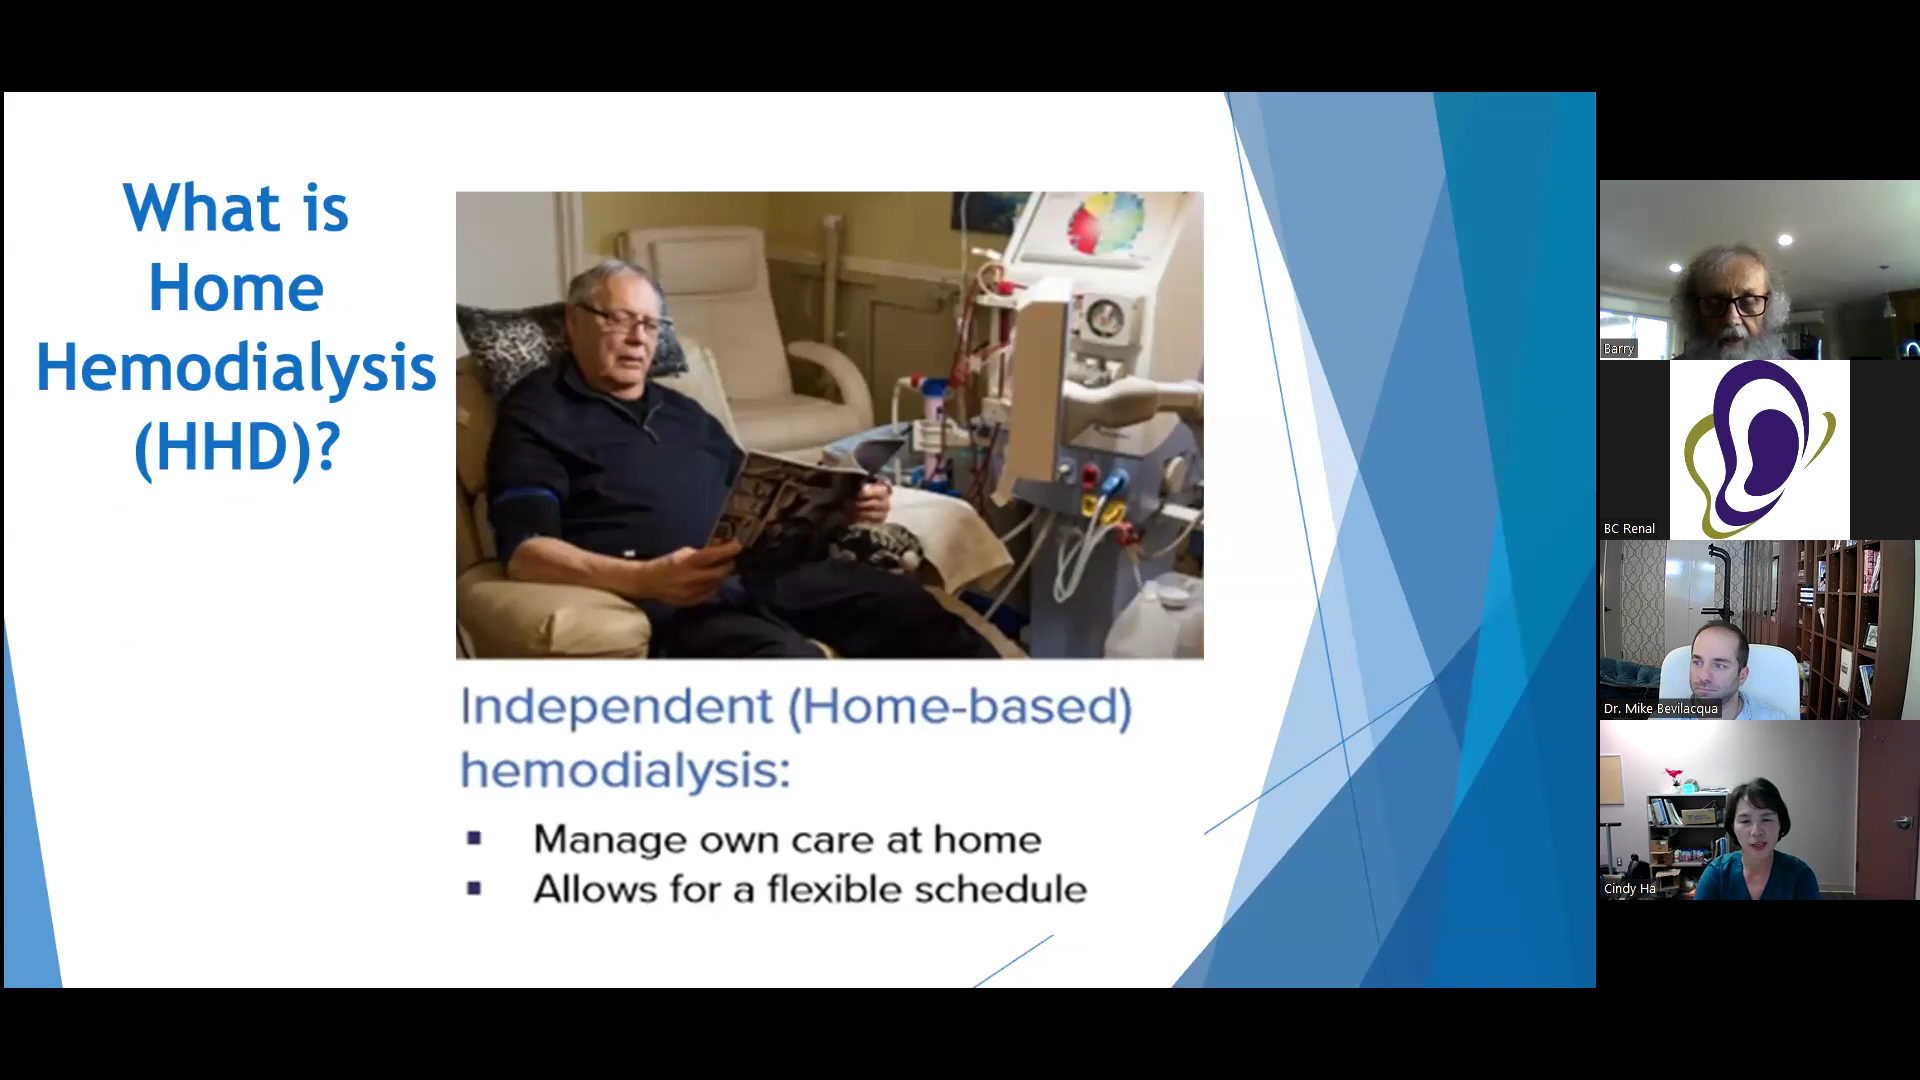 What is
Home
Hemodialysis
(HHD)?
Independent (Home-based)
hemodialysis:
▪ Manage own care at home
▪ Allows for a flexible schedule
Barry
BC Renal
Dr. Mike Bevilacqua
Cindy Ha